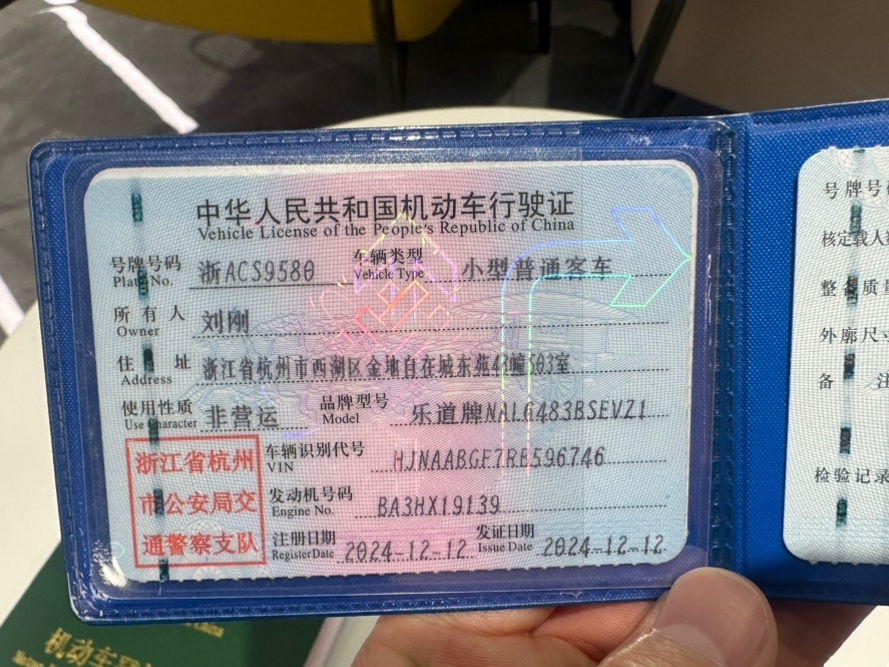 中华人民共和国机动车行驶证
Vehicle License of the People's Republic of China
号牌号码 浙ACS9580 车辆类型 小型普通客车
Plate No. Vehicle Type
所有人 刘刚
Owner
住址 浙江省杭州市西湖区金地自在城东苑43幢503室
Address
使用性质 非营运 品牌型号 乐道牌NAL6483BSEVZ1
Use Character Model
车辆识别代号 HJNAABGF7RB596746
VIN
发动机号码 BA3HX19139
Engine No.
注册日期 2024-12-12 发证日期 2024-12-12
Register Date Issue Date
浙江省杭州
市公安局交
通警察支队
号牌号
核定载人
整备质量
外廓尺寸
备注
检验记录
机动车